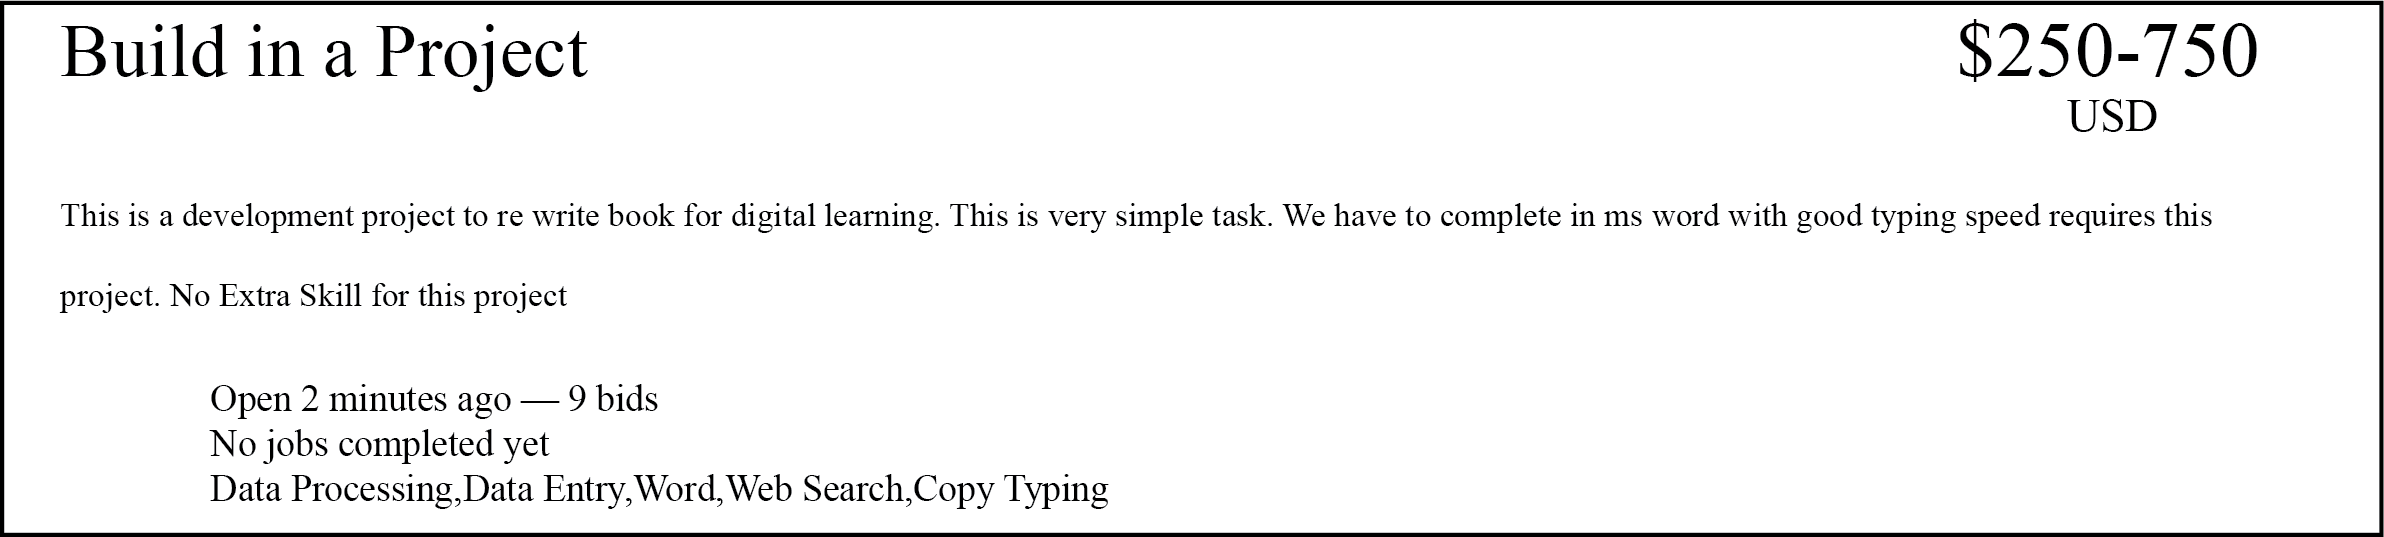 Build in a Project
$250-750
USD
This is a development project to re write book for digital learning. This is very simple task. We have to complete in ms word with good typing speed requires this
project. No Extra Skill for this project
Open 2 minutes ago — 9 bids
No jobs completed yet
Data Processing,Data Entry,Word,Web Search,Copy Typing